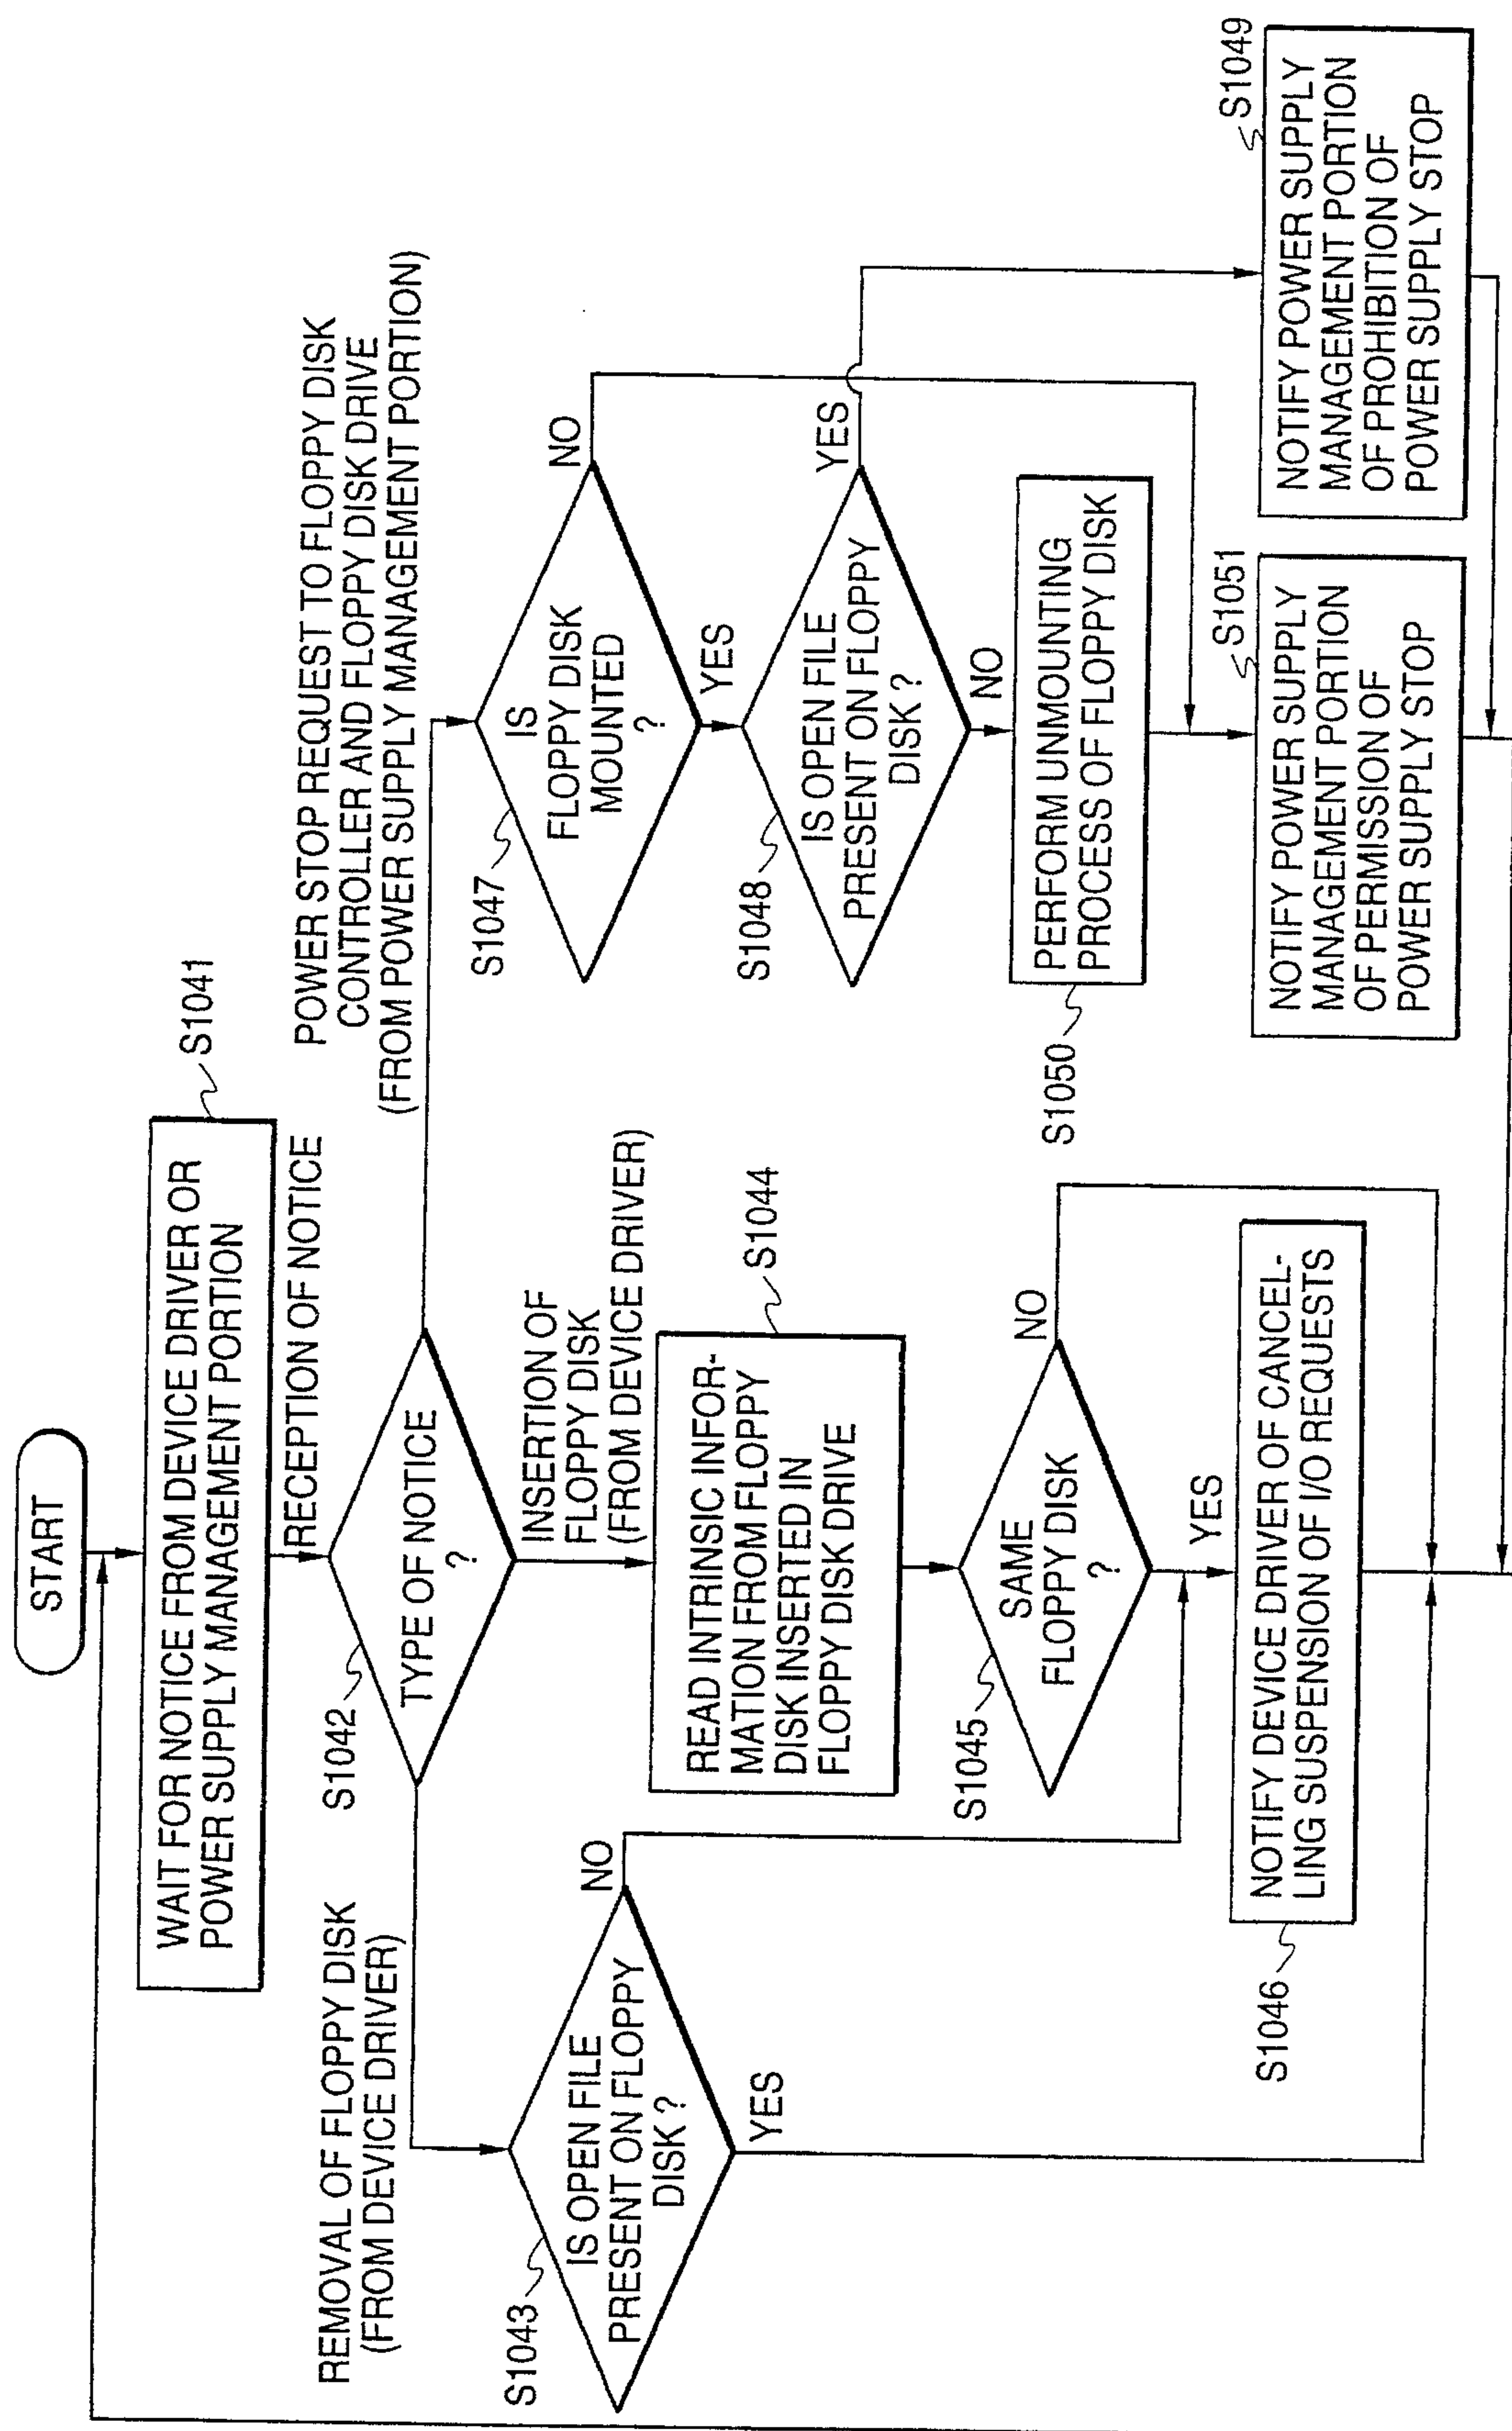 START
WAIT FOR NOTICE FROM DEVICE DRIVER OR
POWER SUPPLY MANAGEMENT PORTION
S1041
RECEPTION OF NOTICE
S1042
TYPE OF NOTICE
?
REMOVAL OF FLOPPY DISK
(FROM DEVICE DRIVER)
INSERTION OF
FLOPPY DISK
(FROM DEVICE DRIVER)
POWER STOP REQUEST TO FLOPPY DISK
CONTROLLER AND FLOPPY DISK DRIVE
(FROM POWER SUPPLY MANAGEMENT PORTION)
S1043
IS OPEN FILE
PRESENT ON FLOPPY
DISK ?
NO
YES
S1044
READ INTRINSIC INFOR-
MATION FROM FLOPPY
DISK INSERTED IN
FLOPPY DISK DRIVE
S1045
SAME
FLOPPY DISK
?
NO
YES
S1046
NOTIFY DEVICE DRIVER OF CANCEL-
LING SUSPENSION OF I/O REQUESTS
S1047
IS
FLOPPY DISK
MOUNTED
?
NO
YES
S1048
IS OPEN FILE
PRESENT ON FLOPPY
DISK ?
YES
NO
S1050
PERFORM UNMOUNTING
PROCESS OF FLOPPY DISK
S1051
NOTIFY POWER SUPPLY
MANAGEMENT PORTION
OF PERMISSION OF
POWER SUPPLY STOP
S1049
NOTIFY POWER SUPPLY
MANAGEMENT PORTION
OF PROHIBITION OF
POWER SUPPLY STOP